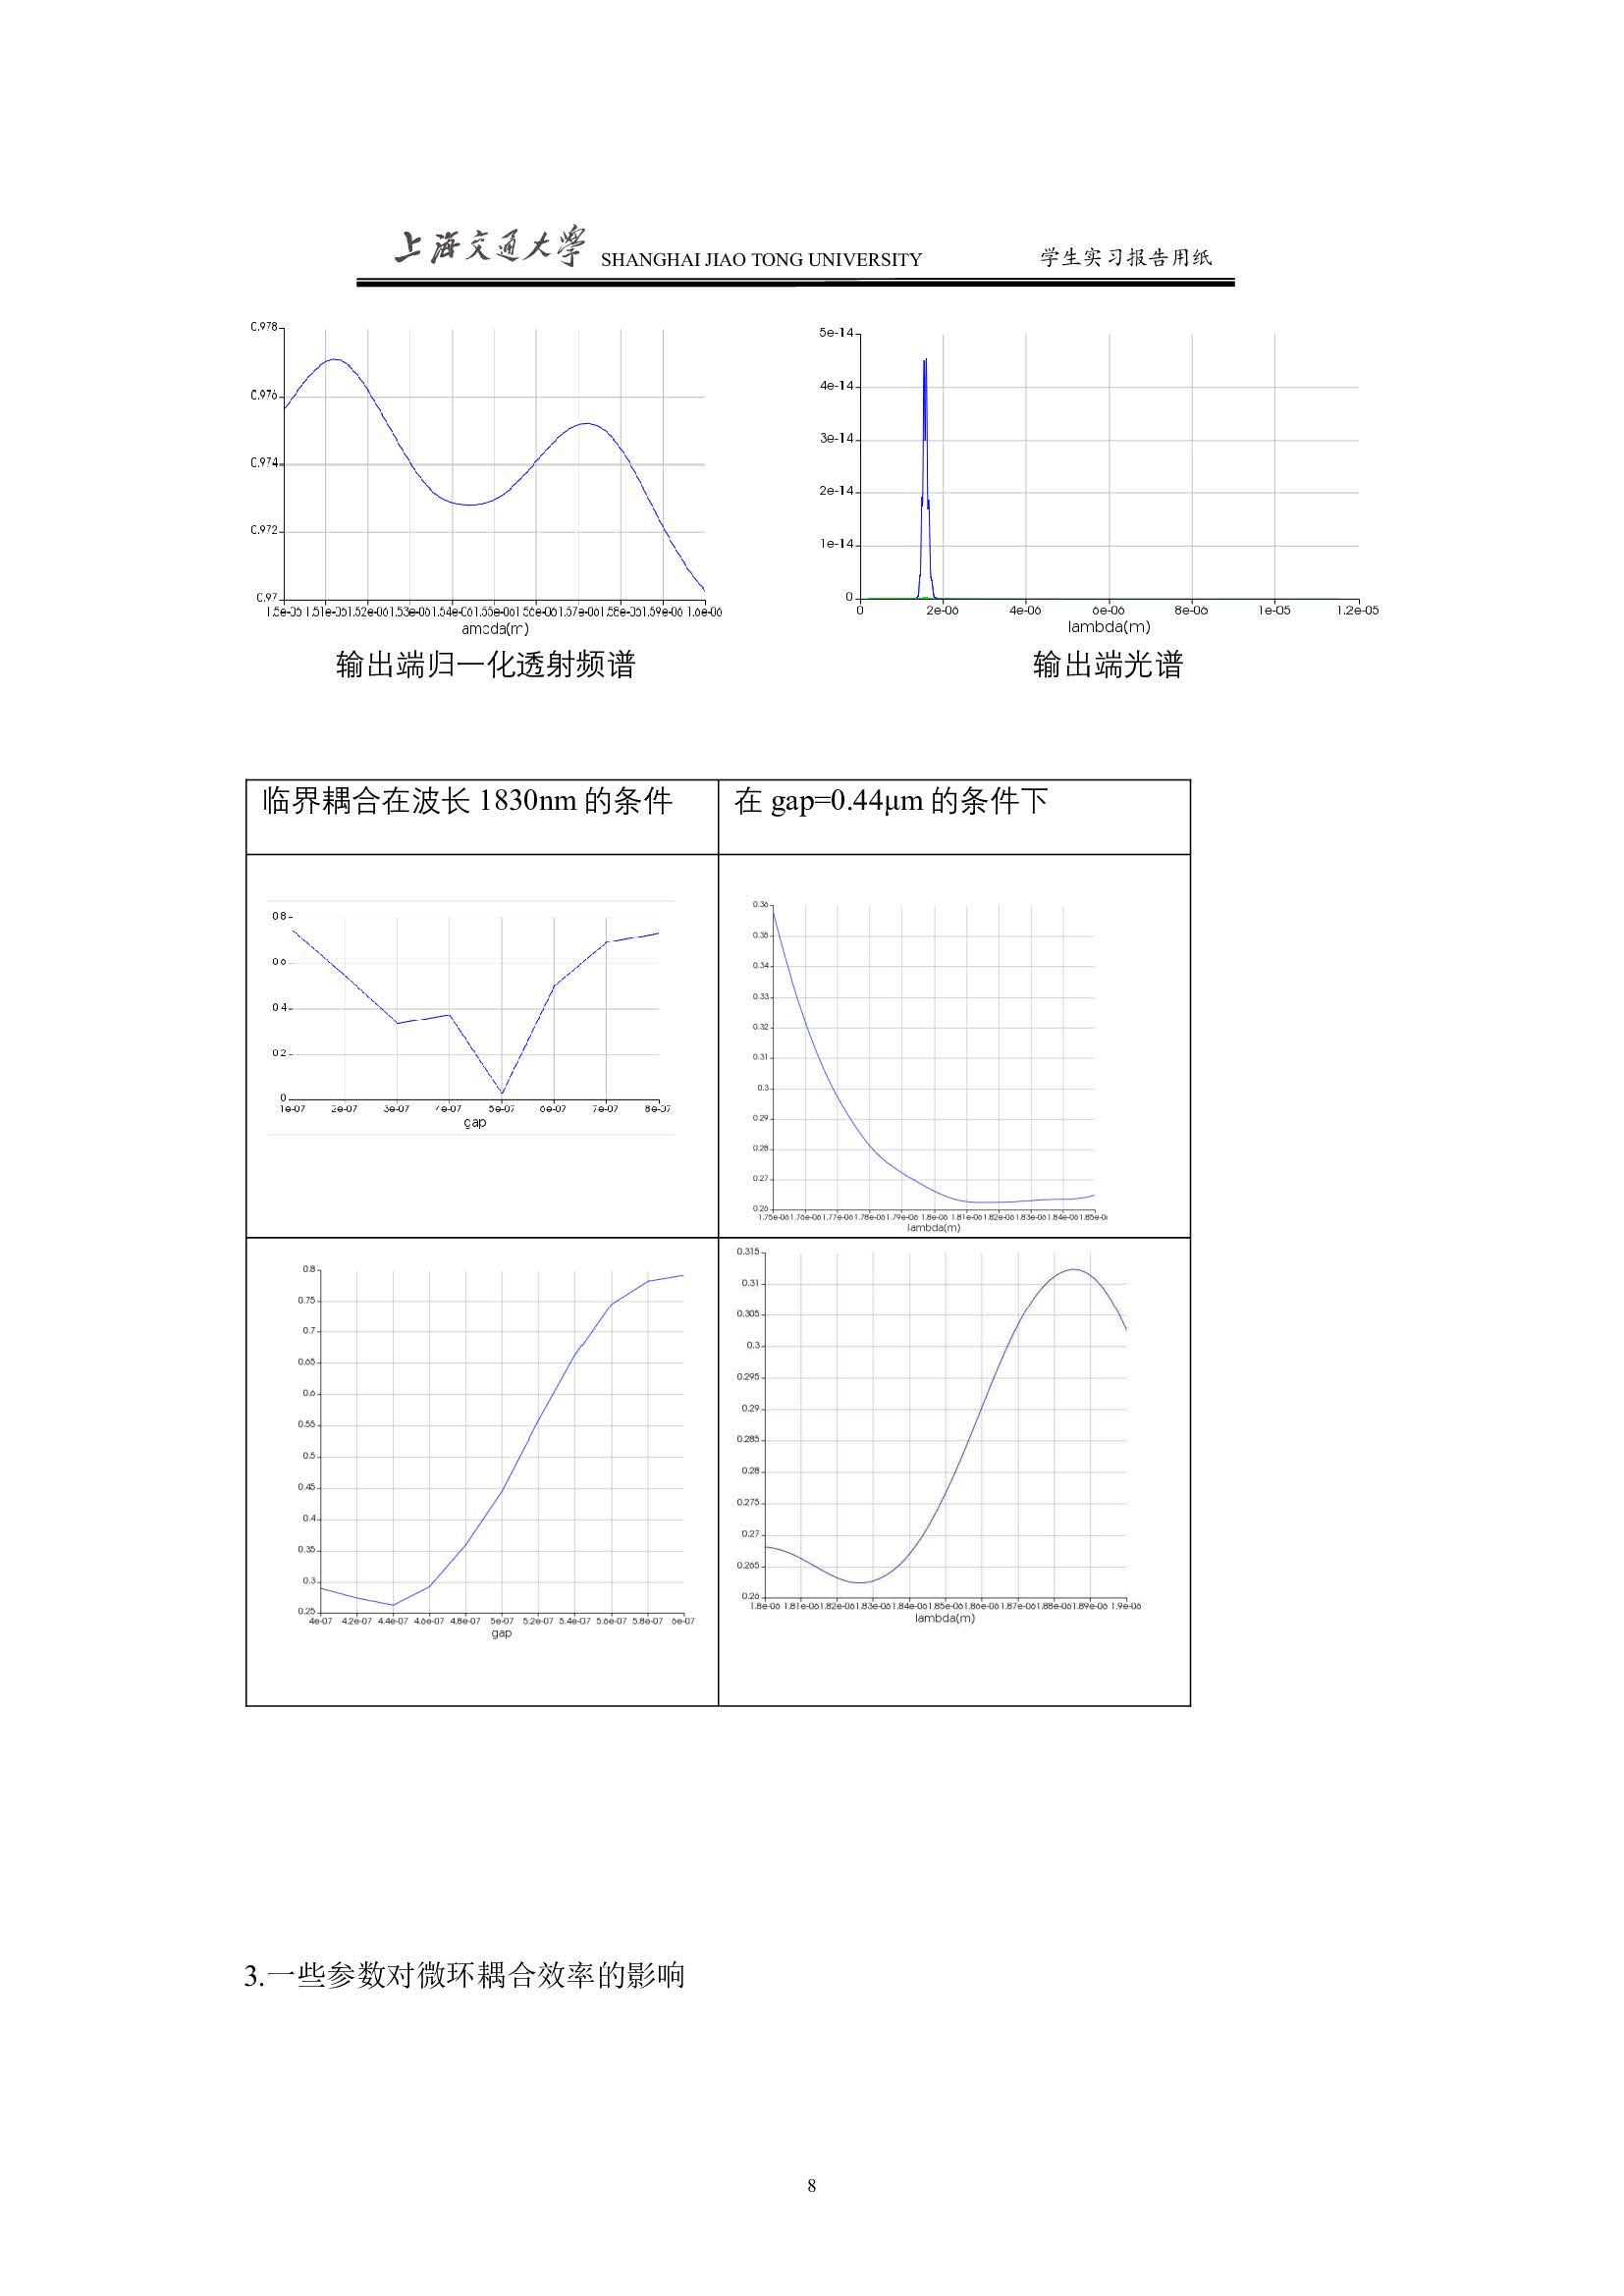 上海交通大學 SHANGHAI JIAO TONG UNIVERSITY 学生实习报告用纸
0.978
0.976
0.974
0.972
0.97
1.5e-06 1.51e-06 1.52e-06 1.53e-06 1.54e-06 1.55e-06 1.56e-06 1.57e-06 1.58e-06 1.59e-06 1.6e-06
ambda(m)
输出端归一化透射频谱
5e-14
4e-14
3e-14
2e-14
1e-14
0
0 2e-06 4e-06 6e-06 8e-06 1e-05 1.2e-05
lambda(m)
输出端光谱
临界耦合在波长 1830nm 的条件
在 gap=0.44μm 的条件下
0.8
0.6
0.4
0.2
0
1e-07 2e-07 3e-07 4e-07 5e-07 6e-07 7e-07 8e-07
gap
0.36
0.35
0.34
0.33
0.32
0.31
0.3
0.29
0.28
0.27
0.26
1.75e-06 1.76e-06 1.77e-06 1.78e-06 1.79e-06 1.8e-06 1.81e-06 1.82e-06 1.83e-06 1.84e-06 1.85e-0
lambda(m)
0.8
0.75
0.7
0.65
0.6
0.55
0.5
0.45
0.4
0.35
0.3
0.25
4e-07 4.2e-07 4.4e-07 4.6e-07 4.8e-07 5e-07 5.2e-07 5.4e-07 5.6e-07 5.8e-07 6e-07
gap
0.315
0.31
0.305
0.3
0.295
0.29
0.285
0.28
0.275
0.27
0.265
0.26
1.8e-06 1.81e-06 1.82e-06 1.83e-06 1.84e-06 1.85e-06 1.86e-06 1.87e-06 1.88e-06 1.89e-06 1.9e-06
lambda(m)
3.一些参数对微环耦合效率的影响
8